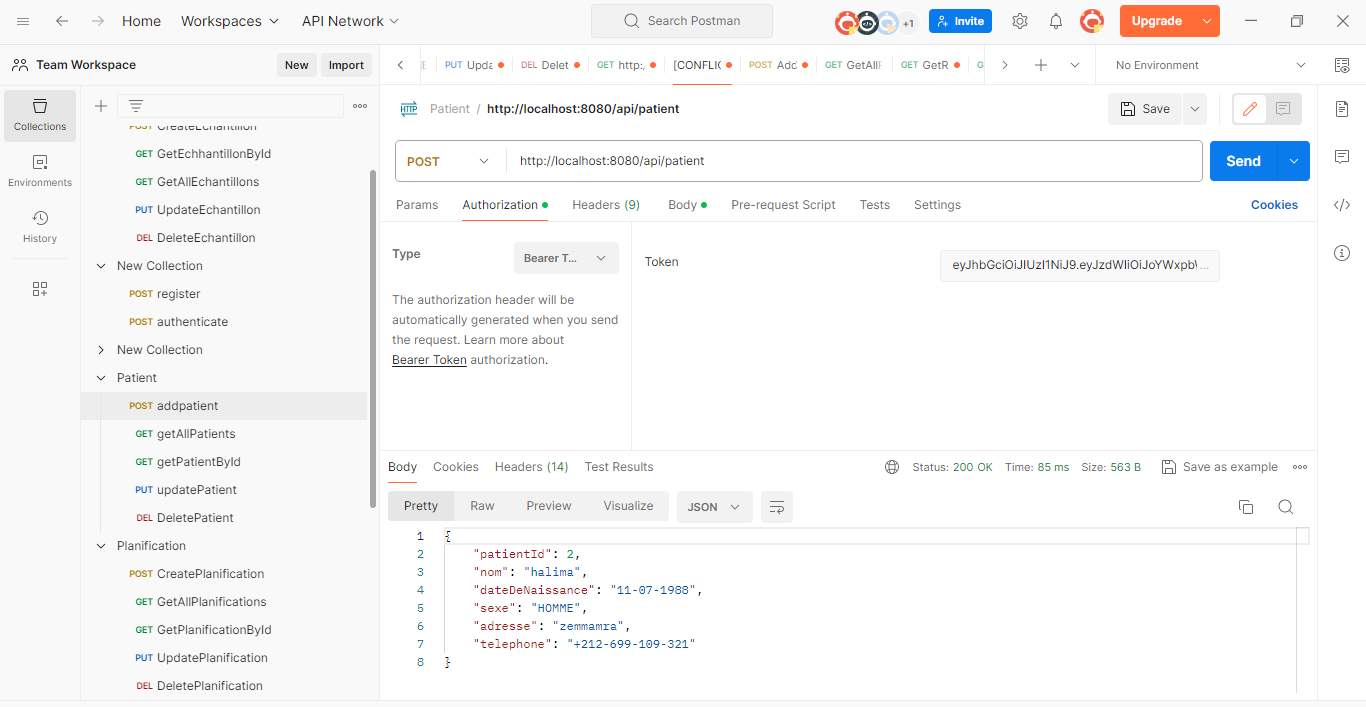 Home Workspaces API Network Search Postman +1 Invite Upgrade
Team Workspace New Import PUT Upda DEL Delet GET http:, [CONFLIC POST Add GET GetAll GET GetR No Environment
Collections
Environments
History
CreateEchantillon
GET GetEchhantillonById
GET GetAllEchantillons
PUT UpdateEchantillon
DEL DeleteEchantillon
New Collection
POST register
POST authenticate
New Collection
Patient
POST addpatient
GET getAllPatients
GET getPatientById
PUT updatePatient
DEL DeletePatient
Planification
POST CreatePlanification
GET GetAllPlanifications
GET GetPlanificationById
PUT UpdatePlanification
DEL DeletePlanification
HTTP Patient / http://localhost:8080/api/patient Save
POST http://localhost:8080/api/patient Send
Params Authorization Headers (9) Body Pre-request Script Tests Settings Cookies
Type Bearer T... Token eyJhbGciOiJIUzI1NiJ9.eyJzdWIiOiJoYWxpb\ ...
The authorization header will be
automatically generated when you send
the request. Learn more about
Bearer Token authorization.
Body Cookies Headers (14) Test Results Status: 200 OK Time: 85 ms Size: 563 B Save as example
Pretty Raw Preview Visualize JSON
1 {
2 "patientId": 2,
3 "nom": "halima",
4 "dateDeNaissance": "11-07-1988",
5 "sexe": "HOMME",
6 "adresse": "zemmamra",
7 "telephone": "+212-699-109-321"
8 }